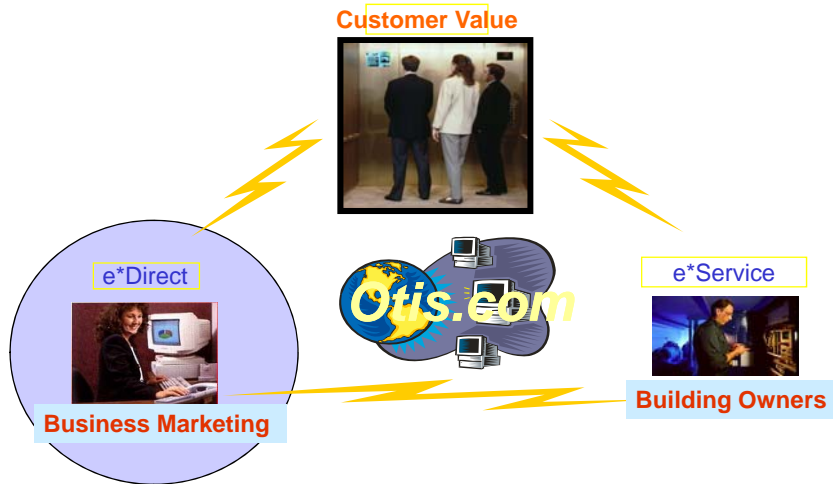 Customer Value
e*Direct
Otis.com
e*Service
Business Marketing
Building Owners